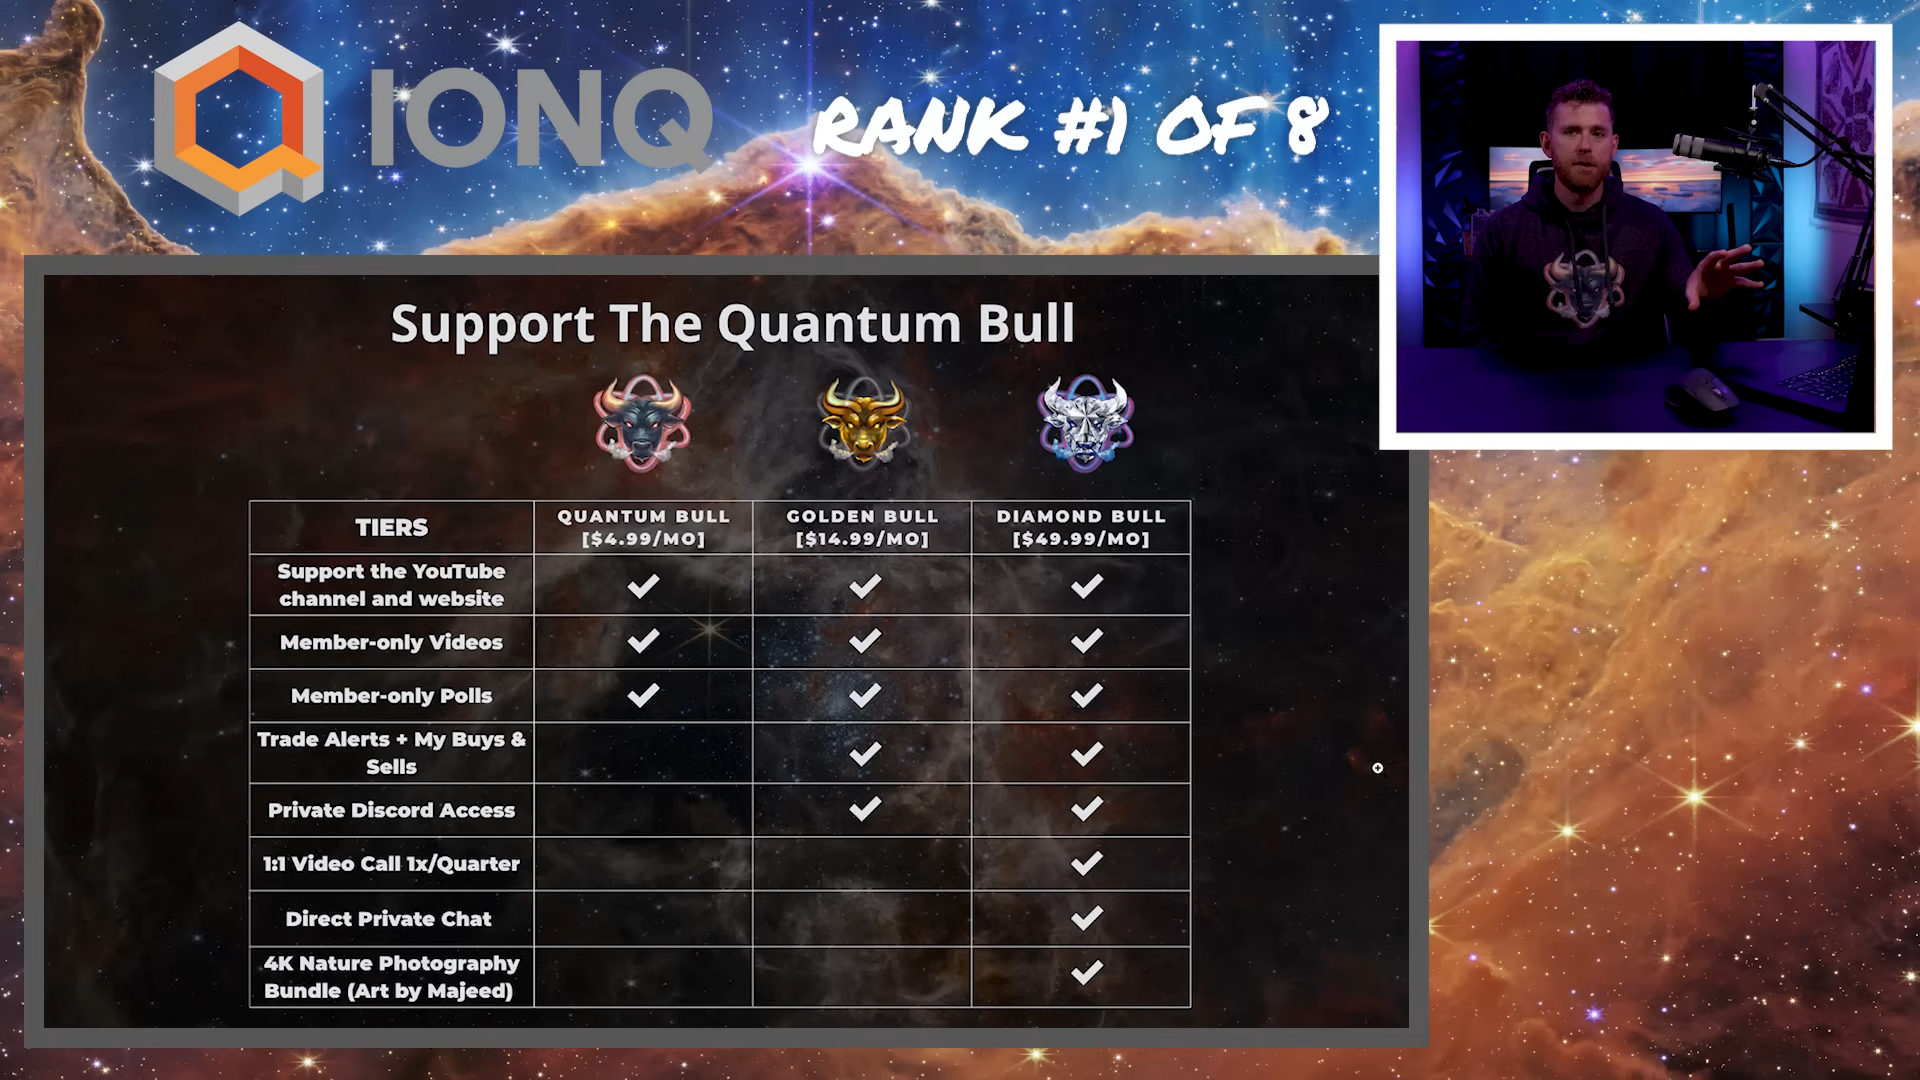 IONQ
RANK #1 OF 8
Support The Quantum Bull
TIERS
QUANTUM BULL
[$4.99/MO]
GOLDEN BULL
[$14.99/MO]
DIAMOND BULL
[$49.99/MO]
Support the YouTube
channel and website
Member-only Videos
Member-only Polls
Trade Alerts + My Buys &
Sells
Private Discord Access
1:1 Video Call 1x/Quarter
Direct Private Chat
4K Nature Photography
Bundle (Art by Majeed)